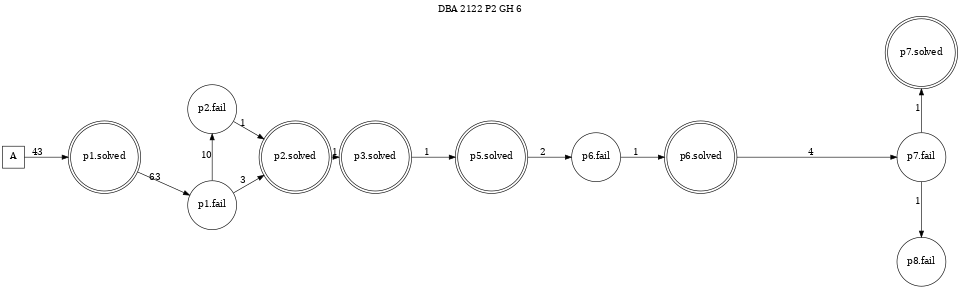 DBA 2122 P2 GH 6
A
43
p1.solved
63
p1.fail
10
p2.fail
1
3
p2.solved
1
p3.solved
1
p5.solved
2
p6.fail
1
p6.solved
4
p7.fail
1
p7.solved
1
p8.fail